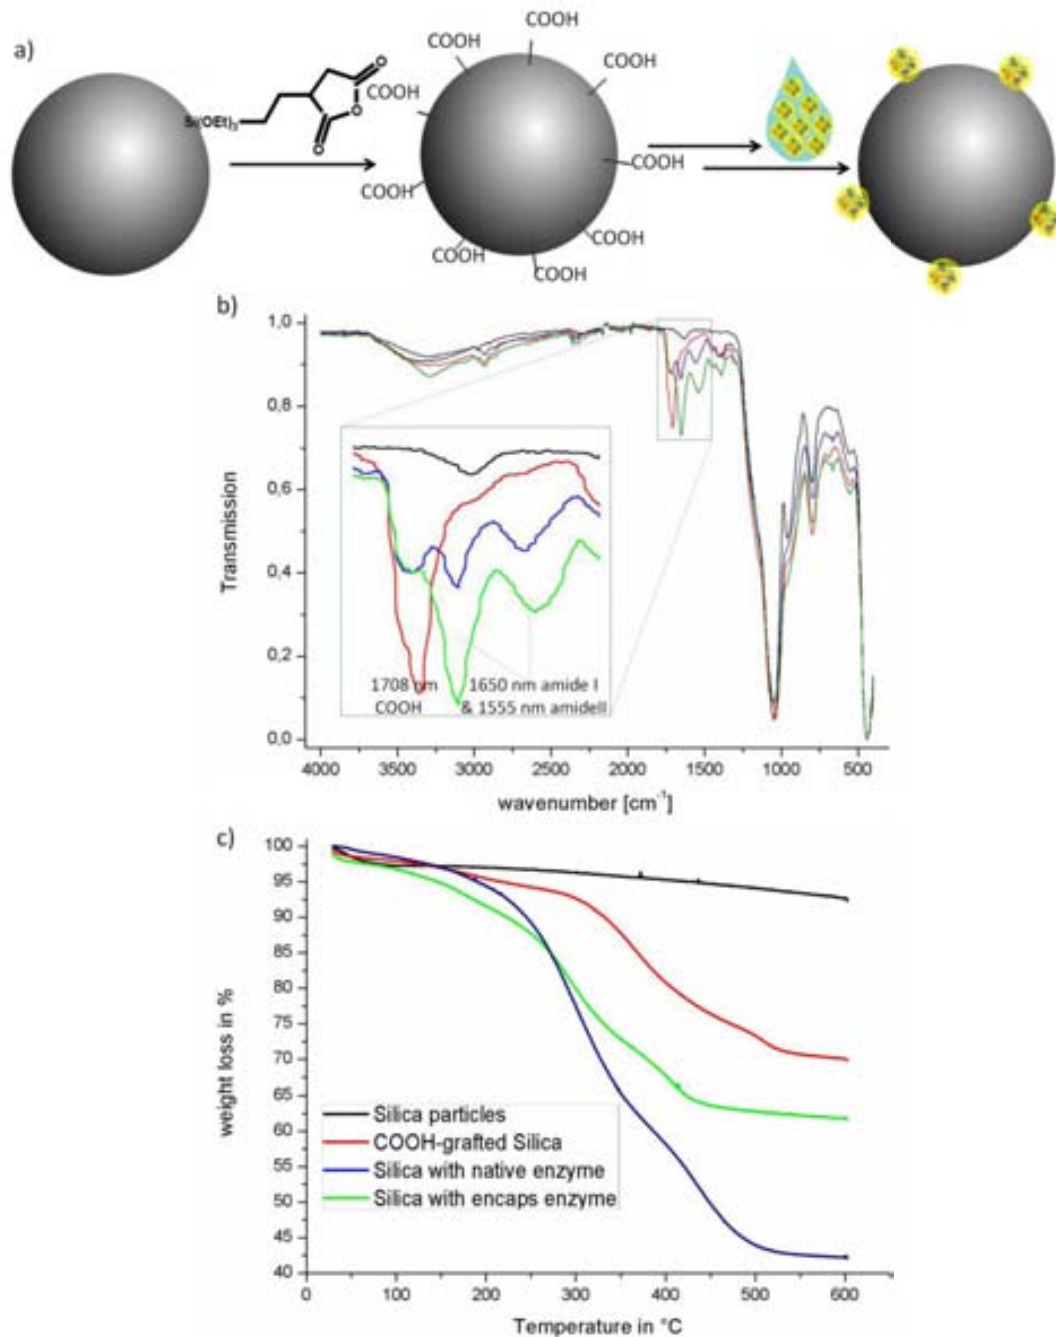 a)
COOH
COOH
COOH
COOH
COOH
COOH
COOH
COOH
COOH
Si(OEt)3
O
O
O
b)
1,0
0,8
0,6
0,4
0,2
0,0
Transmission
1708 nm
COOH
1650 nm amide I
& 1555 nm amideII
4000 3500 3000 2500 2000 1500 1000 500
wavenumber [cm-1]
c)
100
95
90
85
80
75
70
65
60
55
50
45
40
weight loss in %
Silica particles
COOH-grafted Silica
Silica with native enzyme
Silica with encaps enzyme
0 100 200 300 400 500 600
Temperature in °C